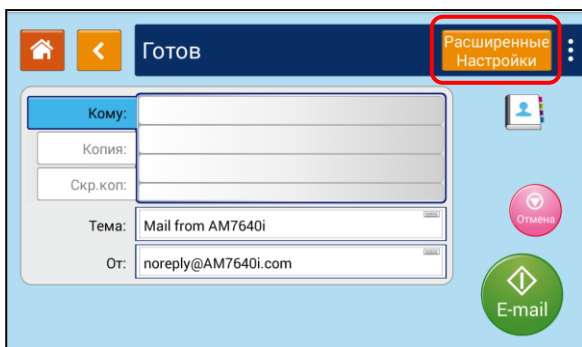 Готов
Расширенные
Настройки
Кому:
Копия:
Скр.коп:
Тема:
Mail from AM7640i
От:
noreply@AM7640i.com
Отмена
E-mail